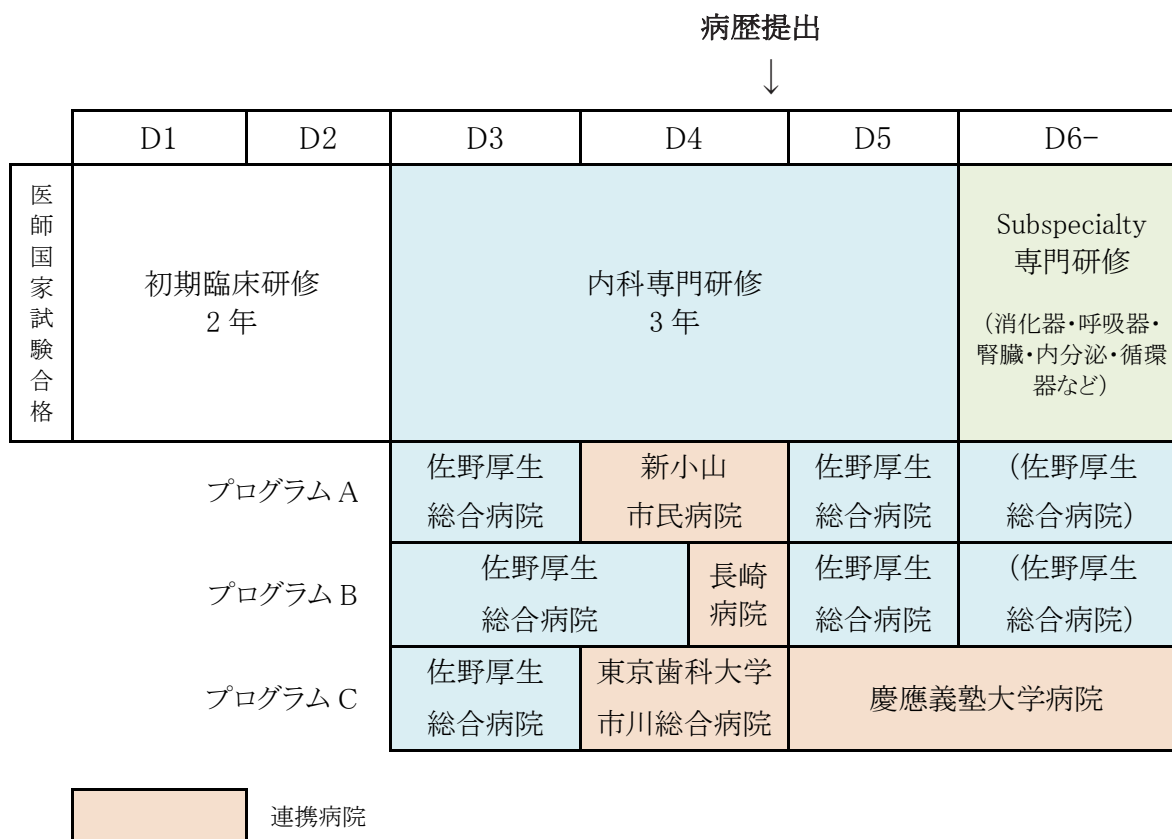 病歴提出
↓
D1 D2 D3 D4 D5 D6-
医師国家試験合格
初期臨床研修
2 年
内科専門研修
3 年
Subspecialty
専門研修
（消化器・呼吸器・
腎臓・内分泌・循環
器など）
プログラム A
佐野厚生
総合病院
新小山
市民病院
佐野厚生
総合病院
（佐野厚生
総合病院）
プログラム B
佐野厚生
総合病院
長崎
病院
佐野厚生
総合病院
（佐野厚生
総合病院）
プログラム C
佐野厚生
総合病院
東京歯科大学
市川総合病院
慶應義塾大学病院
連携病院